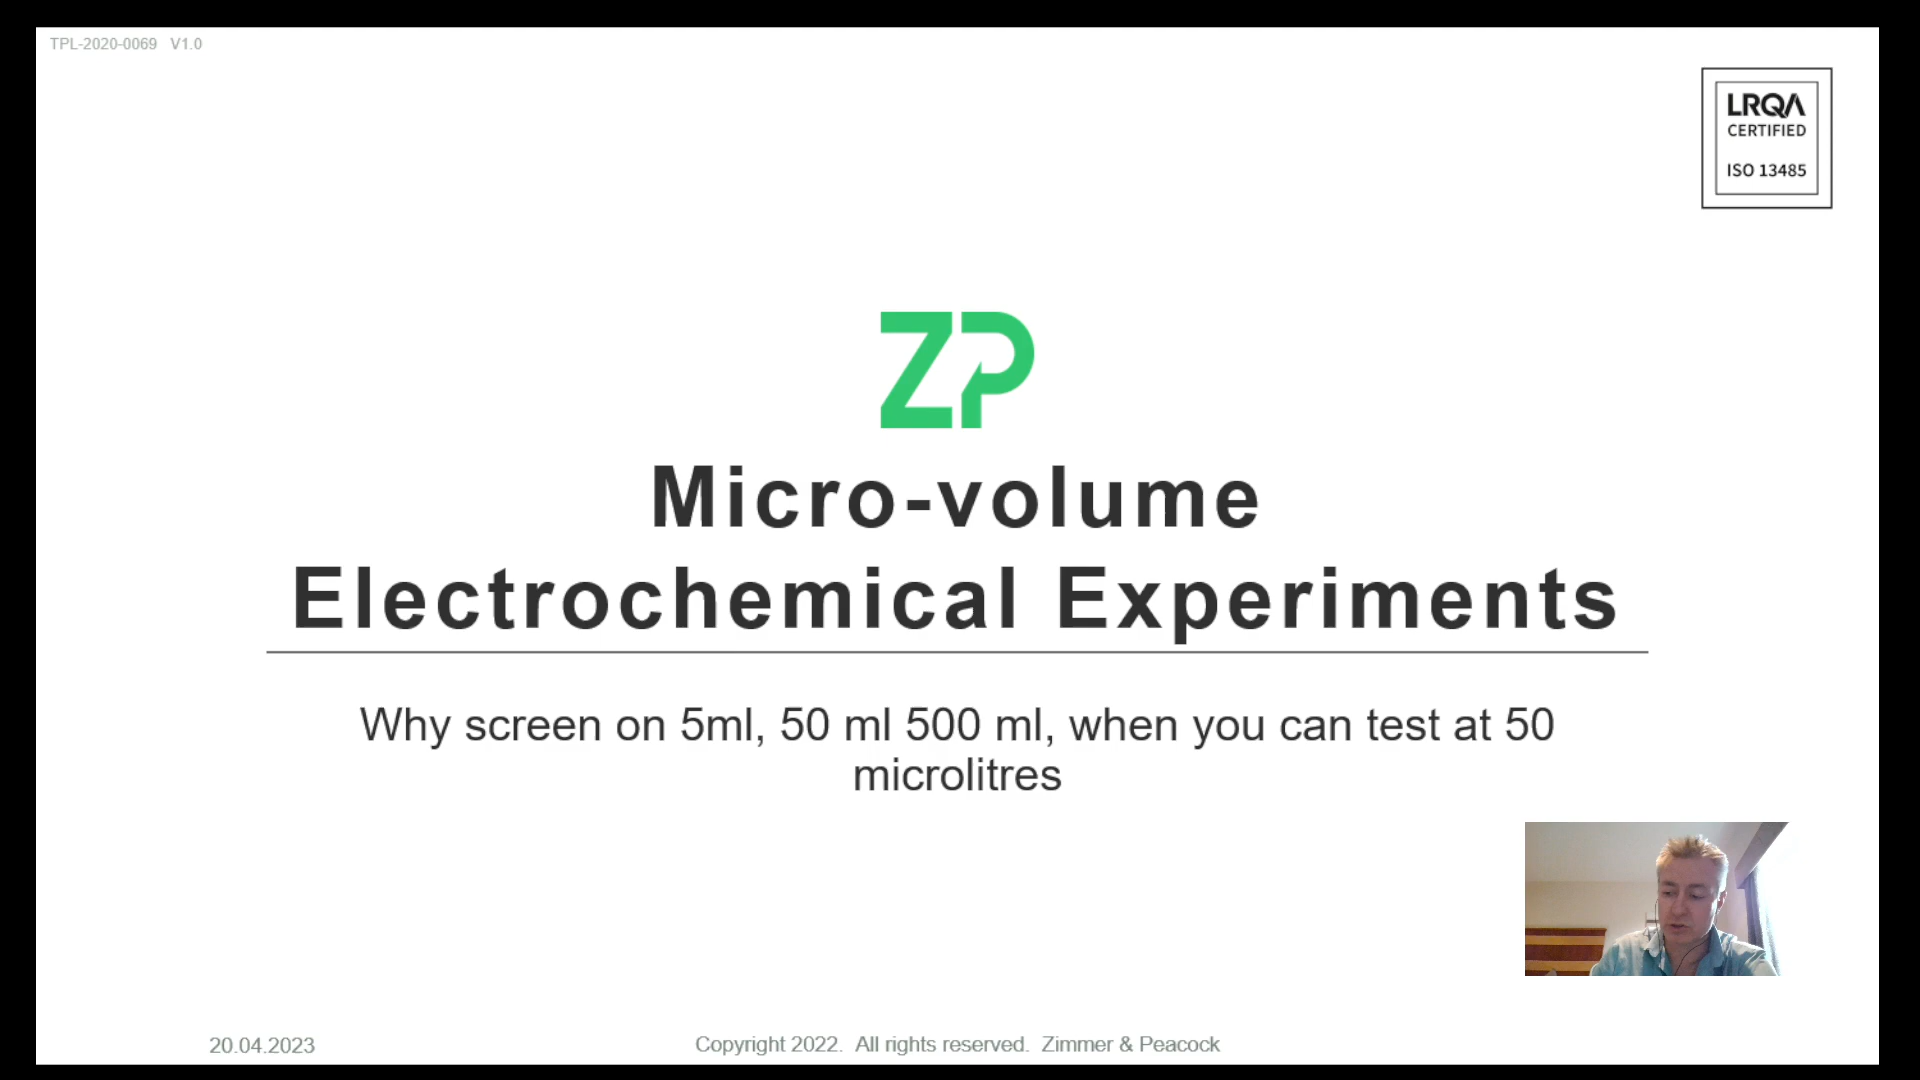 TPL-2020-0069 V1.0
LRQA
CERTIFIED
ISO 13485
ZP
Micro-volume
Electrochemical Experiments
Why screen on 5ml, 50 ml 500 ml, when you can test at 50
microlitres
20.04.2023
Copyright 2022. All rights reserved. Zimmer & Peacock